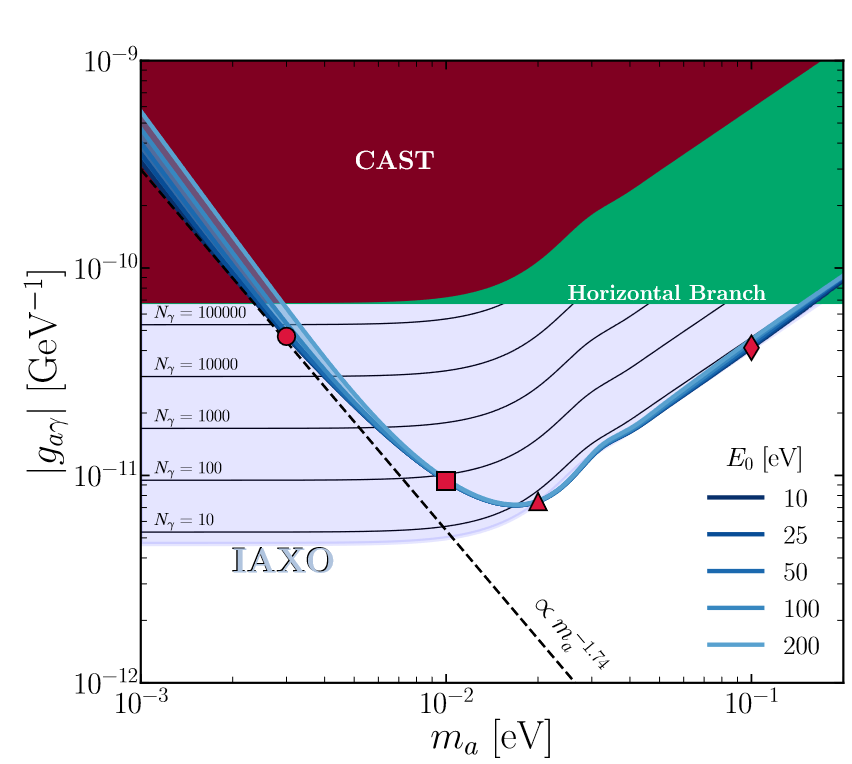 10⁻⁹
CAST
10⁻¹⁰
Horizontal Branch
N_γ = 100000
N_γ = 10000
N_γ = 1000
N_γ = 100
N_γ = 10
10⁻¹¹
IAXO
∝ m_a^−1.74
E₀ [eV]
10
25
50
100
200
10⁻¹²
10⁻³
10⁻²
10⁻¹
m_a [eV]
|g_aγ| [GeV⁻¹]